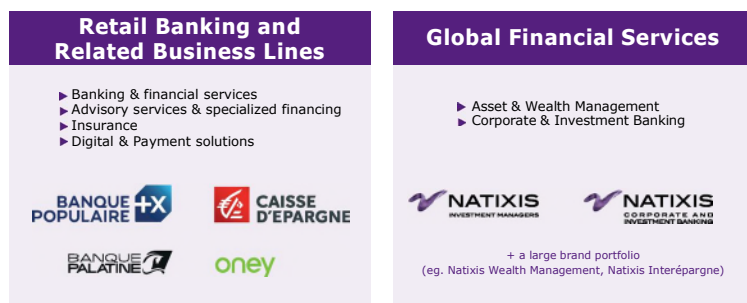 Retail Banking and
Related Business Lines
Banking & financial services
Advisory services & specialized financing
Insurance
Digital & Payment solutions
BANQUE
POPULAIRE +X
CAISSE
D'EPARGNE
BANQUE
PALATINE
oney
Global Financial Services
Asset & Wealth Management
Corporate & Investment Banking
NATIXIS
INVESTMENT MANAGERS
NATIXIS
CORPORATE AND
INVESTMENT BANKING
+ a large brand portfolio
(eg. Natixis Wealth Management, Natixis Interépargne)